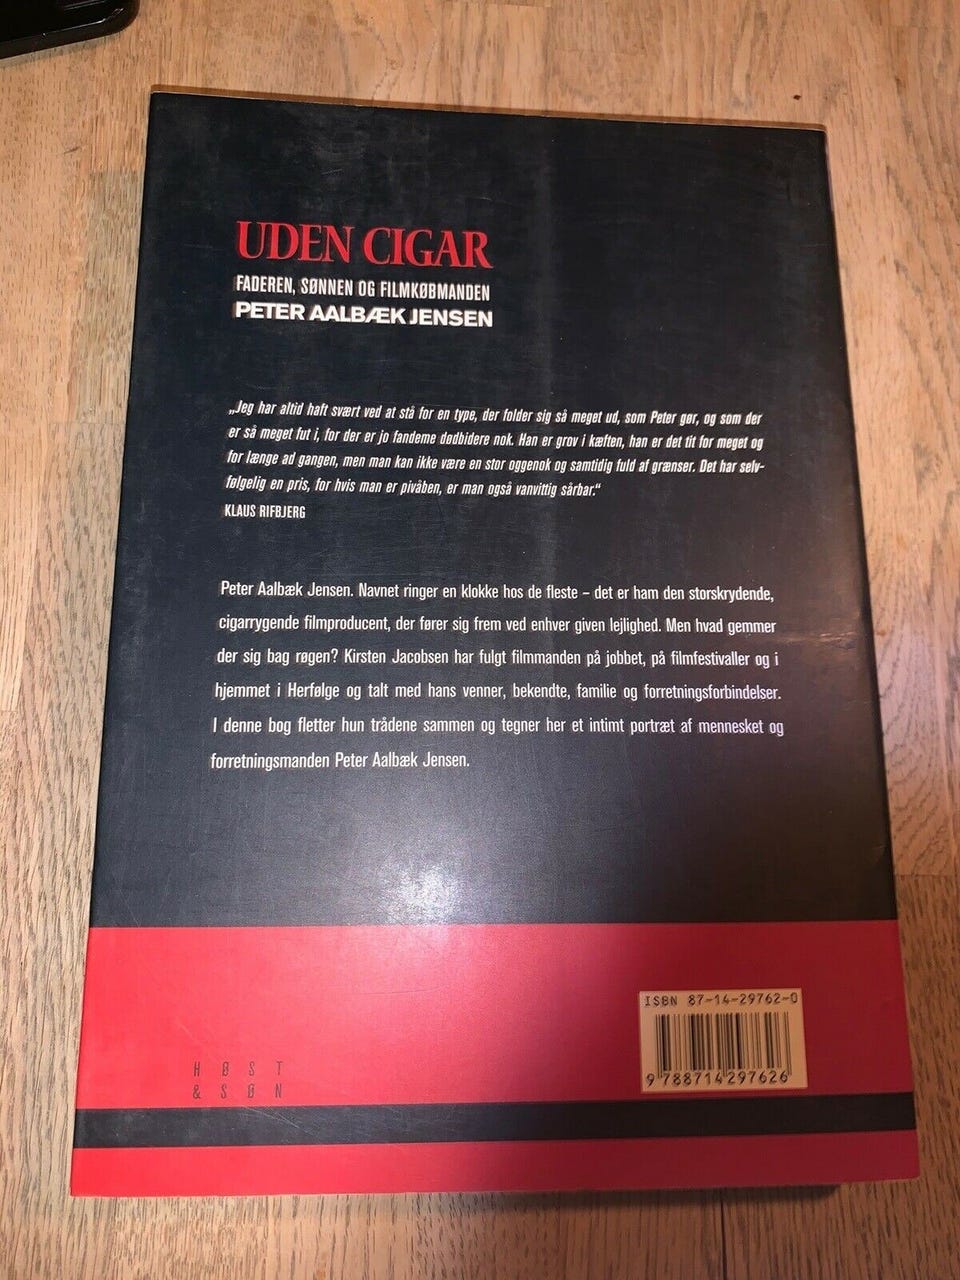 UDEN CIGAR
FADEREN, SØNNEN OG FILMKØBMANDEN
PETER AALBÆK JENSEN
„Jeg har altid haft svært ved at stå for en type, der folder sig så meget ud, som Peter gør, og som der
er så meget fut i, for der er jo fandeme dødbidere nok. Han er grov i kæften, han er det tit for meget og
for længe ad gangen, men man kan ikke være en stor oggenok og samtidig fuld af grænser. Det har selv-
følgelig en pris, for hvis man er pivåben, er man også vanvittig sårbar.“
KLAUS RIFBJERG
Peter Aalbæk Jensen. Navnet ringer en klokke hos de fleste – det er ham den storskrydende,
cigarrygende filmproducent, der fører sig frem ved enhver given lejlighed. Men hvad gemmer
der sig bag røgen? Kirsten Jacobsen har fulgt filmmanden på jobbet, på filmfestivaller og i
hjemmet i Herfølge og talt med hans venner, bekendte, familie og forretningsforbindelser.
I denne bog fletter hun trådene sammen og tegner her et intimt portræt af mennesket og
forretningsmanden Peter Aalbæk Jensen.
ISBN 87-14-29762-0
9 788714 297626
HØST
& SØN